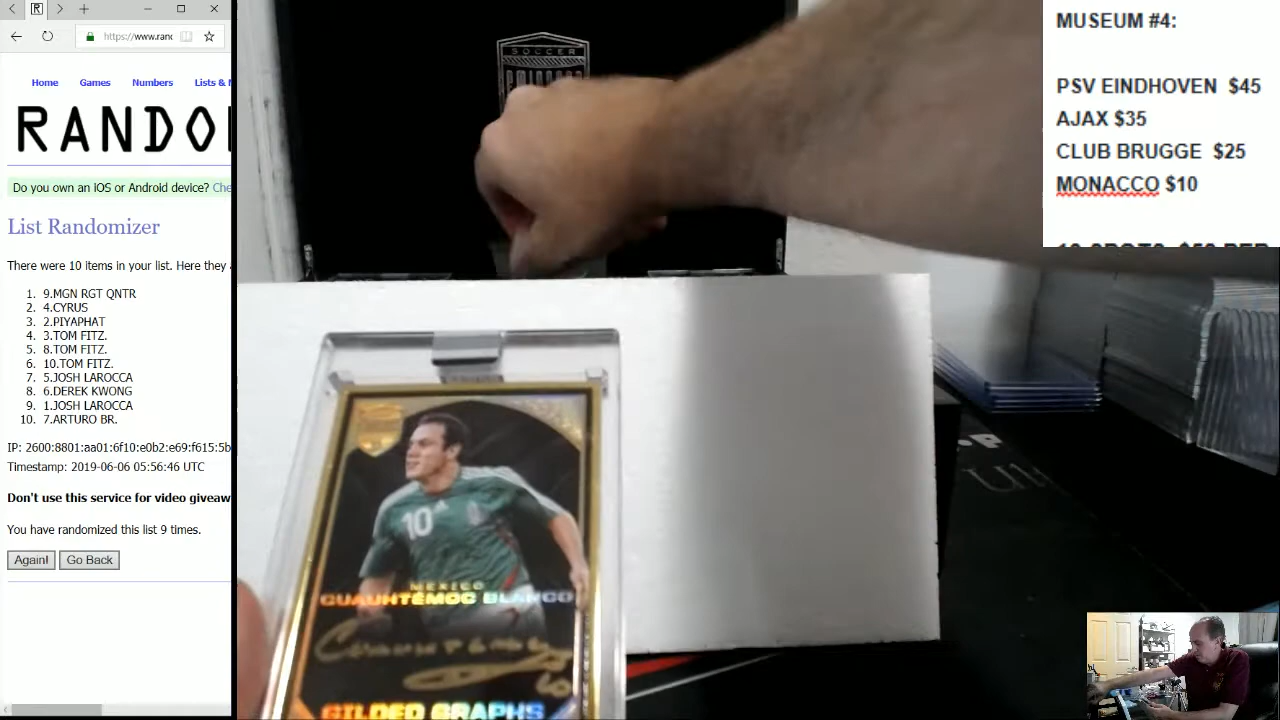 https://www.ranc
Home Games Numbers Lists &
RANDO
Do you own an iOS or Android device? Che
List Randomizer
There were 10 items in your list. Here they
1. 9.MGN RGT QNTR
2. 4.CYRUS
3. 2.PIYAPHAT
4. 3.TOM FITZ.
5. 8.TOM FITZ.
6. 10.TOM FITZ.
7. 5.JOSH LAROCCA
8. 6.DEREK KWONG
9. 1.JOSH LAROCCA
10. 7.ARTURO BR.
IP: 2600:8801:aa01:6f10:e0b2:e69:f615:5b
Timestamp: 2019-06-06 05:56:46 UTC
Don't use this service for video giveaw
You have randomized this list 9 times.
Again! Go Back
SOCCER
10
MEXICO
CUAUHTÉMOC BLANCO
GILDED GRAPHS
MUSEUM #4:
PSV EINDHOVEN $45
AJAX $35
CLUB BRUGGE $25
MONACCO $10